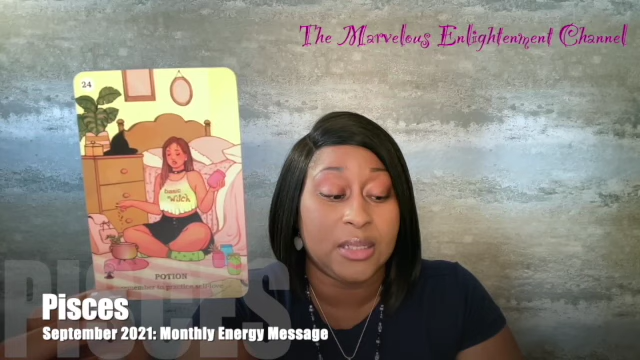 The Marvelous Enlightenment Channel
24
Witch
POTION
PISCES
Pisces
September 2021: Monthly Energy Message